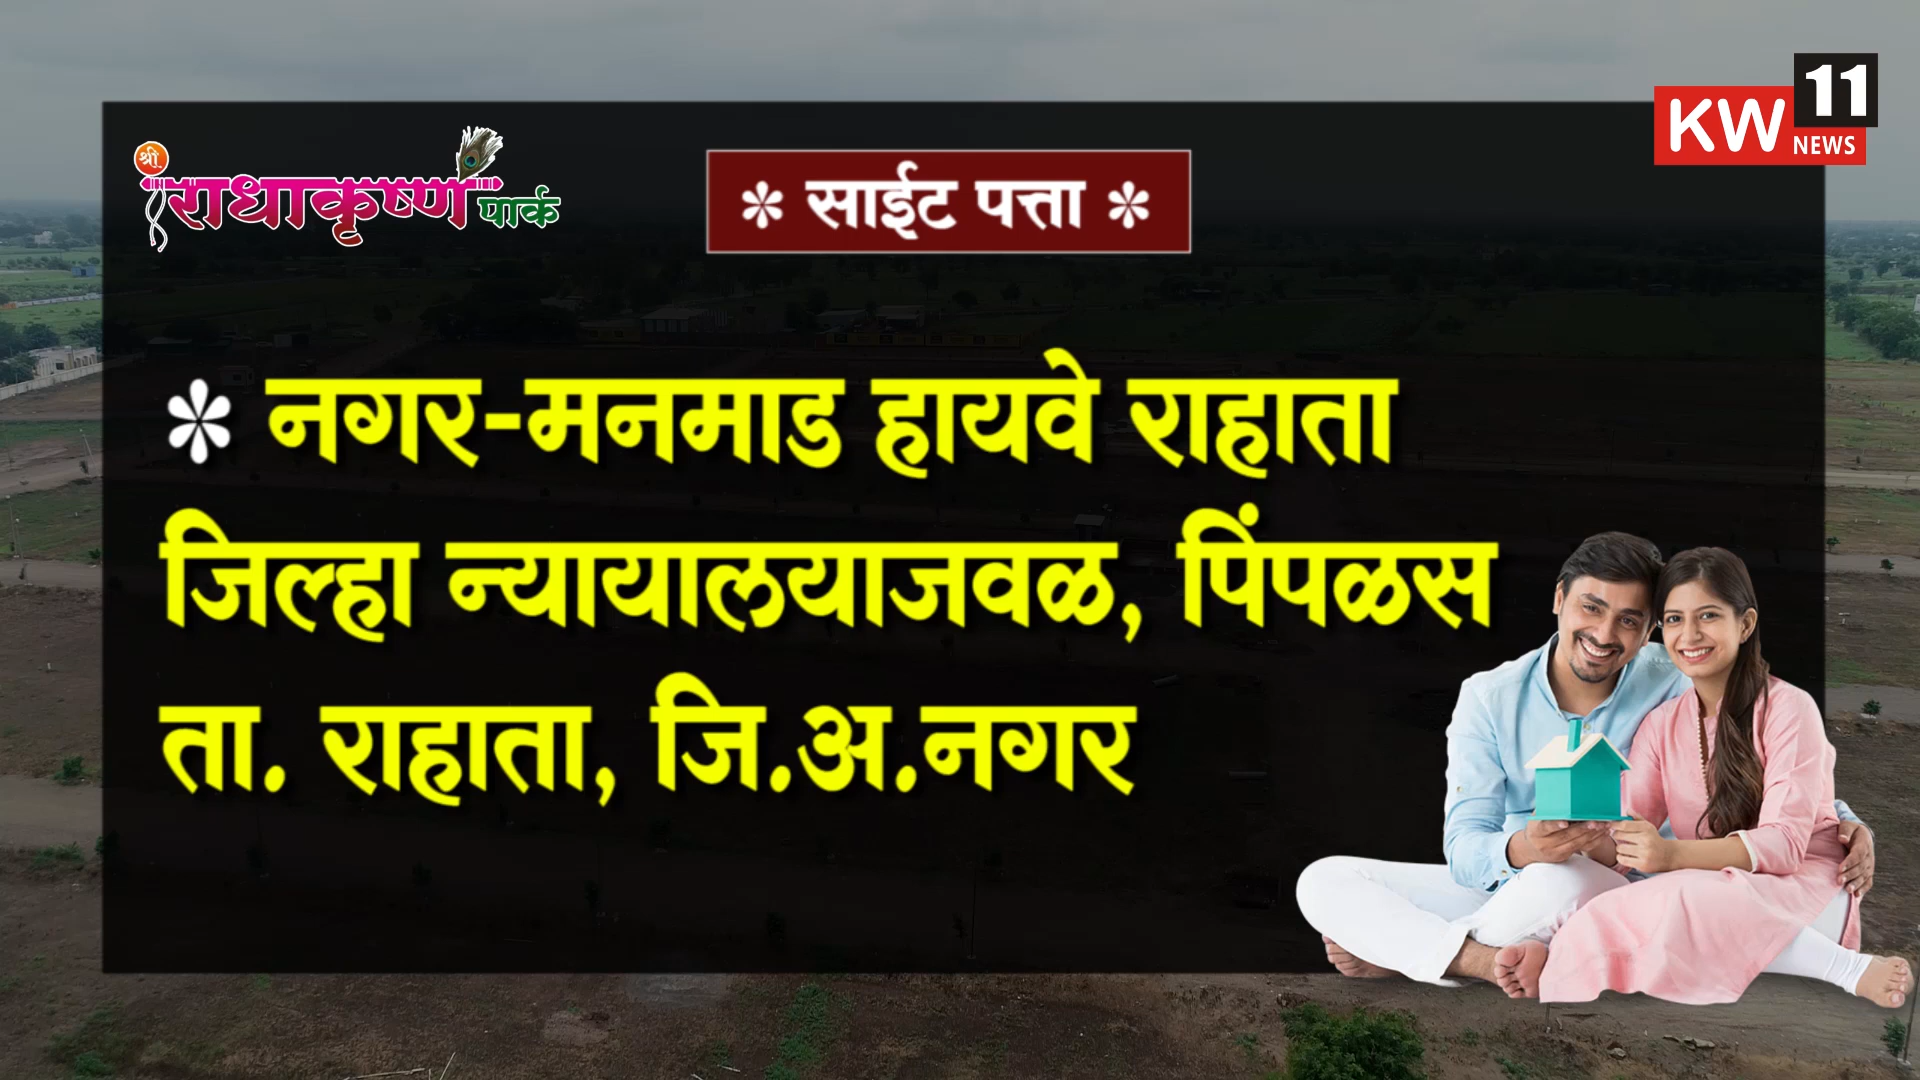 KW 11
NEWS
श्री
राधाकृष्ण पार्क
* साईट पत्ता *
* नगर-मनमाड हायवे राहाता
जिल्हा न्यायालयाजवळ, पिंपळस
ता. राहाता, जि.अ.नगर